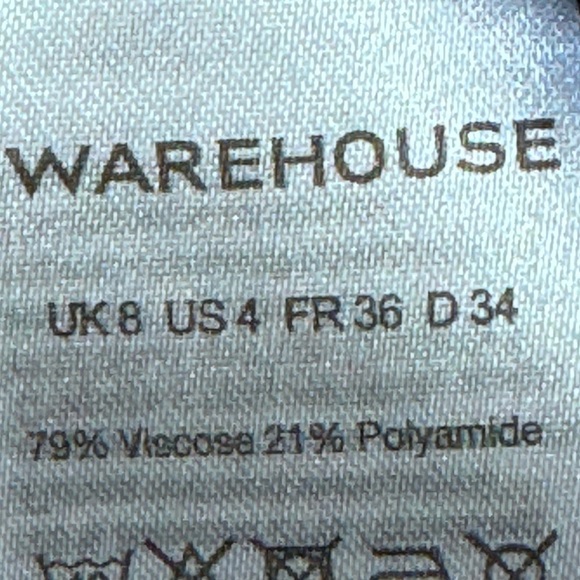 WAREHOUSE
UK 8 US 4 FR 36 D 34
79% Viscose 21% Polyamide